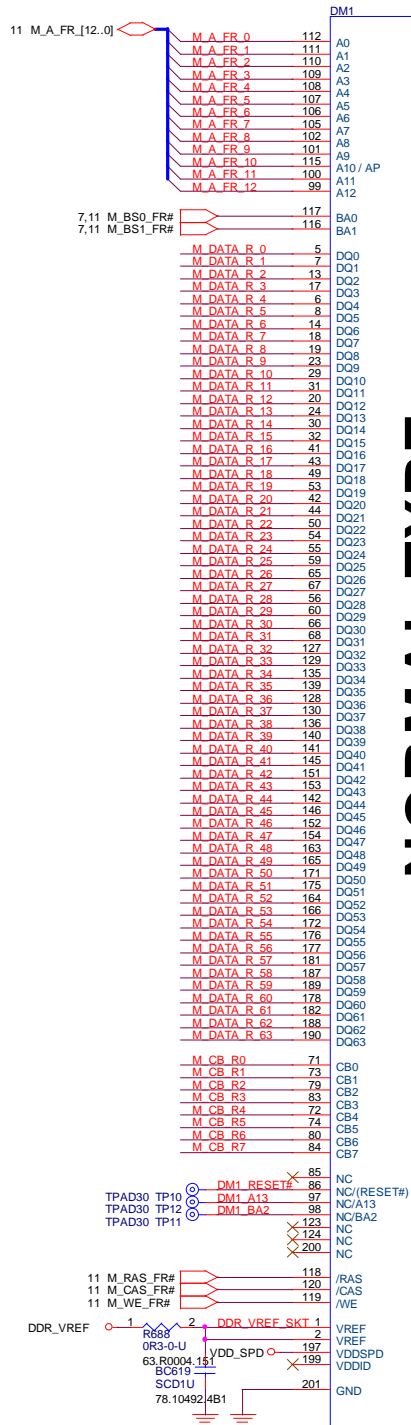 DM1
11 M_A_FR_[12..0]
M_A_FR_0 112 A0
M_A_FR_1 111 A1
M_A_FR_2 110 A2
M_A_FR_3 109 A3
M_A_FR_4 108 A4
M_A_FR_5 107 A5
M_A_FR_6 106 A6
M_A_FR_7 105 A7
M_A_FR_8 102 A8
M_A_FR_9 101 A9
M_A_FR_10 115 A10 / AP
M_A_FR_11 100 A11
M_A_FR_12 99 A12
7,11 M_BS0_FR# 117 BA0
7,11 M_BS1_FR# 116 BA1
M_DATA_R_0 5 DQ0
M_DATA_R_1 7 DQ1
M_DATA_R_2 13 DQ2
M_DATA_R_3 17 DQ3
M_DATA_R_4 6 DQ4
M_DATA_R_5 8 DQ5
M_DATA_R_6 14 DQ6
M_DATA_R_7 18 DQ7
M_DATA_R_8 19 DQ8
M_DATA_R_9 23 DQ9
M_DATA_R_10 29 DQ10
M_DATA_R_11 31 DQ11
M_DATA_R_12 20 DQ12
M_DATA_R_13 24 DQ13
M_DATA_R_14 30 DQ14
M_DATA_R_15 32 DQ15
M_DATA_R_16 41 DQ16
M_DATA_R_17 43 DQ17
M_DATA_R_18 49 DQ18
M_DATA_R_19 53 DQ19
M_DATA_R_20 42 DQ20
M_DATA_R_21 44 DQ21
M_DATA_R_22 50 DQ22
M_DATA_R_23 54 DQ23
M_DATA_R_24 55 DQ24
M_DATA_R_25 59 DQ25
M_DATA_R_26 65 DQ26
M_DATA_R_27 67 DQ27
M_DATA_R_28 56 DQ28
M_DATA_R_29 60 DQ29
M_DATA_R_30 66 DQ30
M_DATA_R_31 68 DQ31
M_DATA_R_32 127 DQ32
M_DATA_R_33 129 DQ33
M_DATA_R_34 135 DQ34
M_DATA_R_35 139 DQ35
M_DATA_R_36 128 DQ36
M_DATA_R_37 130 DQ37
M_DATA_R_38 136 DQ38
M_DATA_R_39 140 DQ39
M_DATA_R_40 141 DQ40
M_DATA_R_41 145 DQ41
M_DATA_R_42 151 DQ42
M_DATA_R_43 153 DQ43
M_DATA_R_44 142 DQ44
M_DATA_R_45 146 DQ45
M_DATA_R_46 152 DQ46
M_DATA_R_47 154 DQ47
M_DATA_R_48 163 DQ48
M_DATA_R_49 165 DQ49
M_DATA_R_50 171 DQ50
M_DATA_R_51 175 DQ51
M_DATA_R_52 164 DQ52
M_DATA_R_53 166 DQ53
M_DATA_R_54 172 DQ54
M_DATA_R_55 176 DQ55
M_DATA_R_56 177 DQ56
M_DATA_R_57 181 DQ57
M_DATA_R_58 187 DQ58
M_DATA_R_59 189 DQ59
M_DATA_R_60 178 DQ60
M_DATA_R_61 182 DQ61
M_DATA_R_62 188 DQ62
M_DATA_R_63 190 DQ63
M_CB_R0 71 CB0
M_CB_R1 73 CB1
M_CB_R2 79 CB2
M_CB_R3 83 CB3
M_CB_R4 72 CB4
M_CB_R5 74 CB5
M_CB_R6 80 CB6
M_CB_R7 84 CB7
85 NC
TPAD30 TP10 DM1_RESET# 86 NC/(RESET#)
TPAD30 TP12 DM1_A13 97 NC/A13
TPAD30 TP11 DM1_BA2 98 NC/BA2
123 NC
124 NC
200 NC
11 M_RAS_FR# 118 /RAS
11 M_CAS_FR# 120 /CAS
11 M_WE_FR# 119 /WE
DDR_VREF 1 2 DDR_VREF_SKT 1 VREF
R688 2 VREF
0R3-0-U VDD_SPD 197 VDDSPD
63.R0004.151 199 VDDID
BC619
SCD1U 201 GND
78.10492.4B1